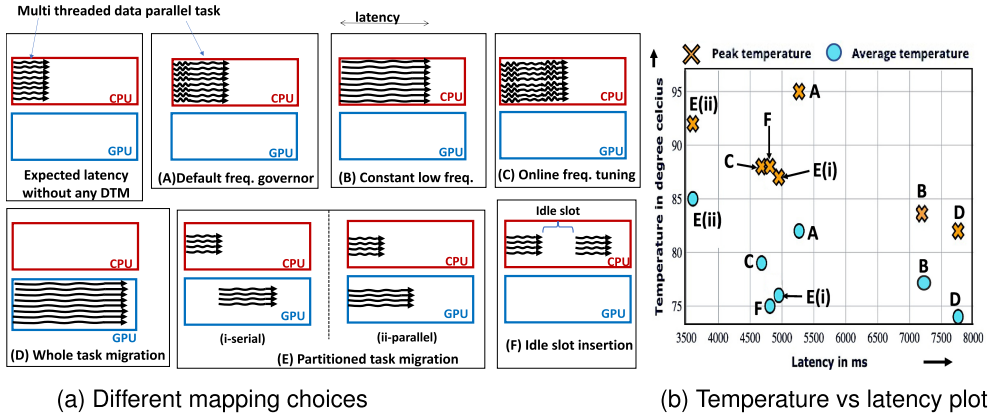 Multi threaded data parallel task
latency
CPU
GPU
Expected latency
without any DTM
CPU
GPU
(A)Default freq. governor
CPU
GPU
(B) Constant low freq.
CPU
GPU
(C) Online freq. tuning
CPU
GPU
(D) Whole task migration
CPU
GPU
(i-serial)
CPU
GPU
(ii-parallel)
(E) Partitioned task migration
Idle slot
CPU
GPU
(F) Idle slot insertion
(a) Different mapping choices
Peak temperature
Average temperature
Temperature in degree celcius
95
90
85
80
75
E(ii)
A
F
C
E(i)
B
D
E(ii)
A
C
B
F
E(i)
D
3500 4000 4500 5000 5500 6000 6500 7000 7500 8000
Latency in ms
(b) Temperature vs latency plot